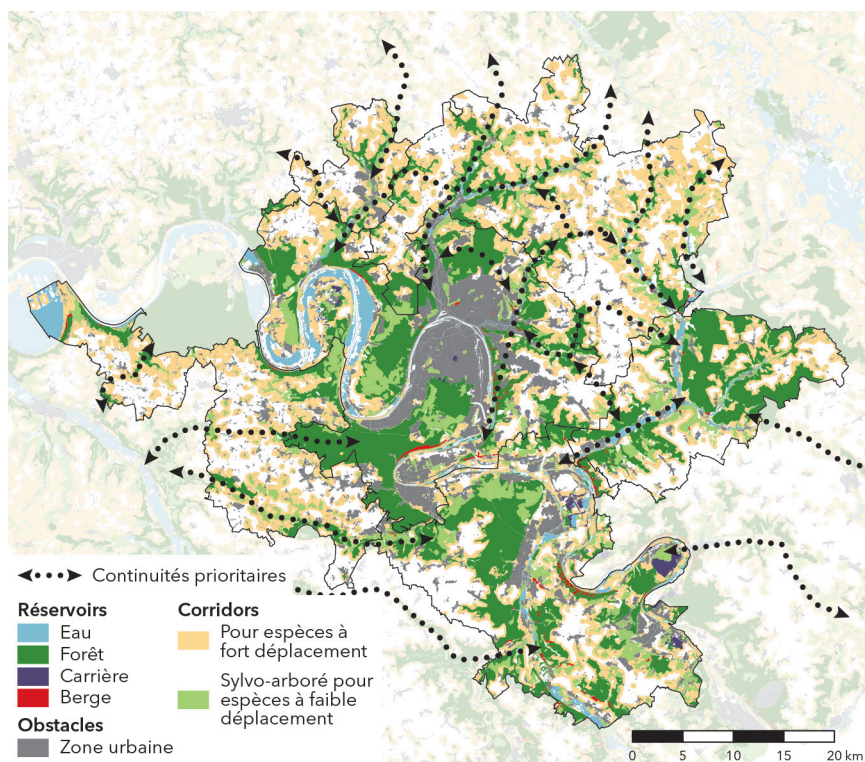 Continuités prioritaires
Réservoirs
Eau
Forêt
Carrière
Berge
Obstacles
Zone urbaine
Corridors
Pour espèces à
fort déplacement
Sylvo-arboré pour
espèces à faible
déplacement
0 5 10 15 20 km